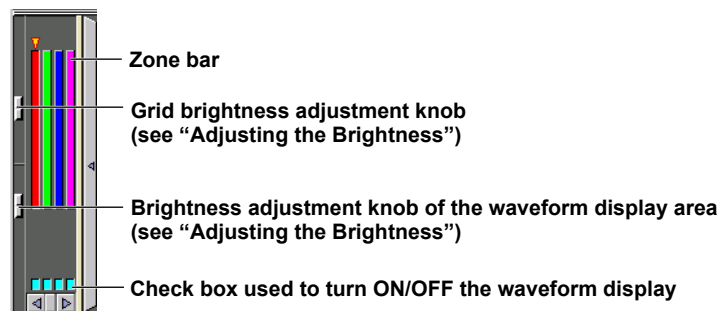 Zone bar
Grid brightness adjustment knob
(see “Adjusting the Brightness”)
Brightness adjustment knob of the waveform display area
(see “Adjusting the Brightness”)
Check box used to turn ON/OFF the waveform display